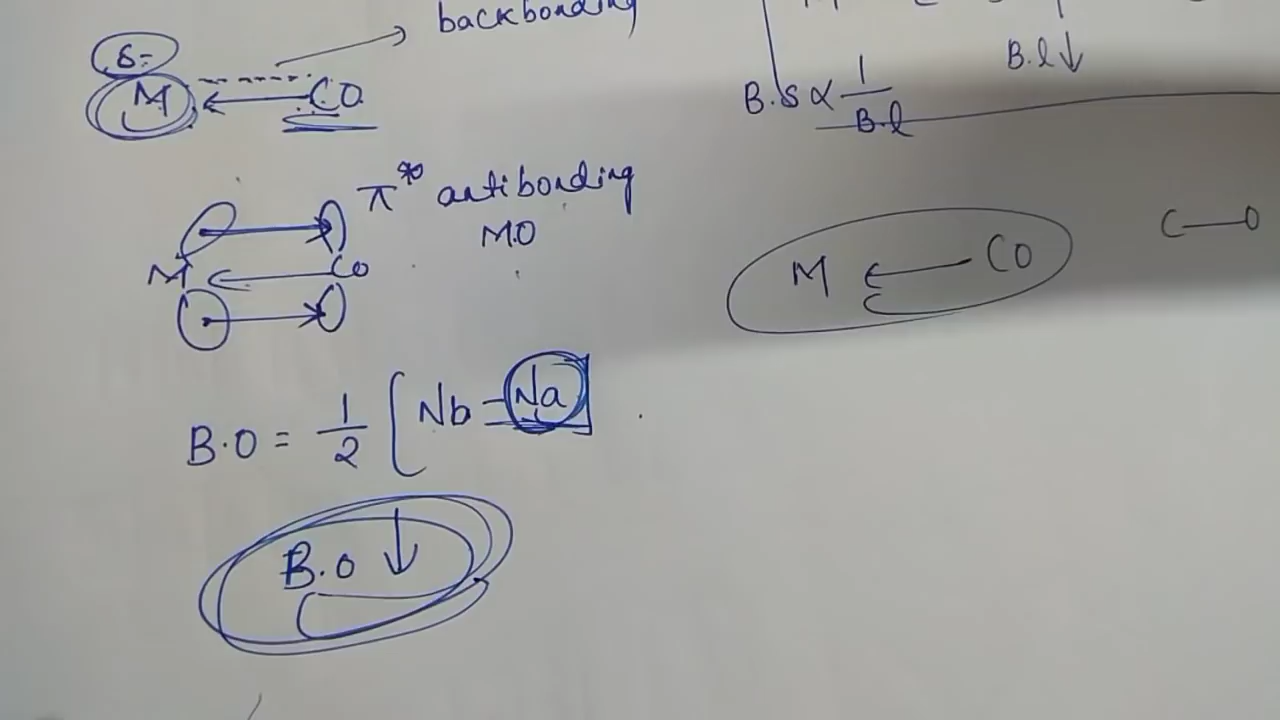 backbonding
δ-
M CO
π* antibonding
M.O
M CO
B.O = 1/2 [Nb - Na]
B.O ↓
B.l ↓
B.s ∝ 1/B.l
M ← CO
C—O